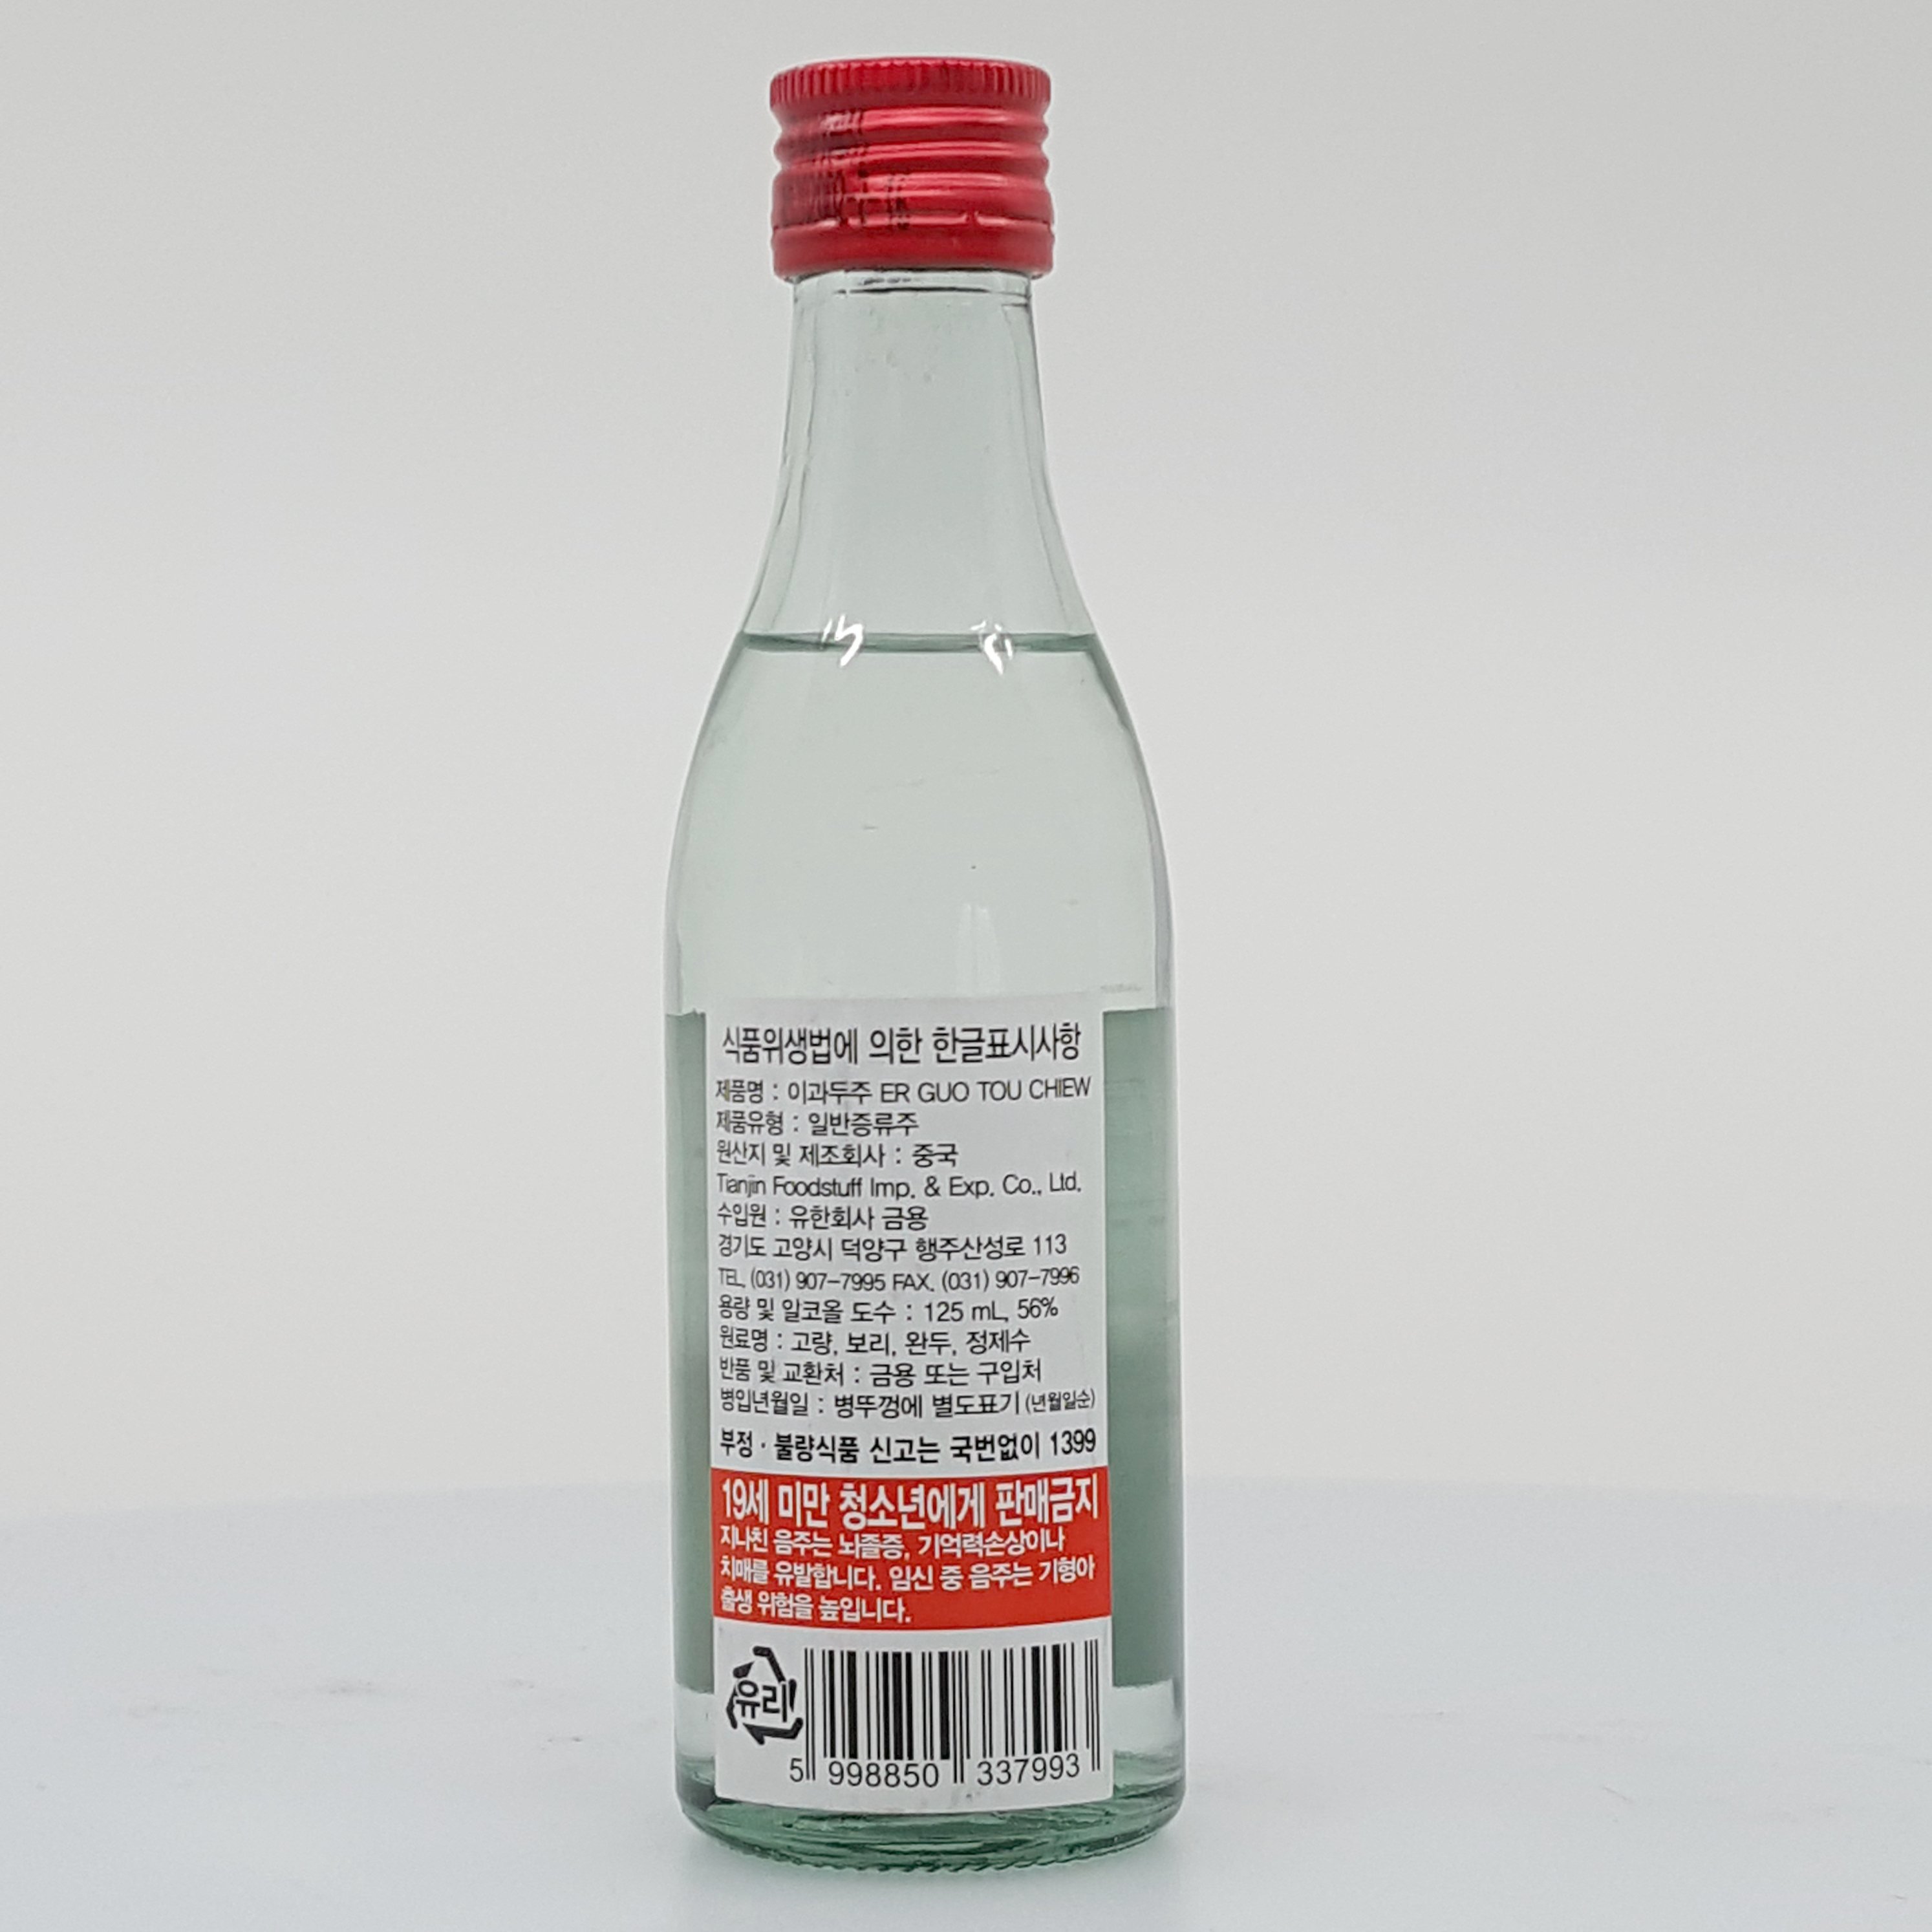 식품위생법에 의한 한글표시사항
제품명 : 이과두주 ER GUO TOU CHIEW
제품유형 : 일반증류주
원산지 및 제조회사 : 중국
Tianjin Foodstuff Imp. & Exp. Co., Ltd.
수입원 : 유한회사 금용
경기도 고양시 덕양구 행주산성로 113
TEL. (031) 907-7995 FAX. (031) 907-7996
용량 및 알코올 도수 : 125 mL, 56%
원료명 : 고량, 보리, 완두, 정제수
반품 및 교환처 : 금용 또는 구입처
병입년월일 : 병뚜껑에 별도표기 (년월일순)
부정 · 불량식품 신고는 국번없이 1399
19세 미만 청소년에게 판매금지
지나친 음주는 뇌졸증, 기억력손상이나
치매를 유발합니다. 임신 중 음주는 기형아
출생 위험을 높입니다.
유리
5 998850 337993